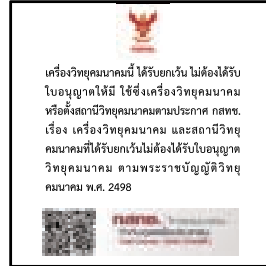 เครื่องวิทยุคมนาคมนี้ ได้รับยกเว้น ไม่ต้องได้รับ
ใบอนุญาตให้มี ใช้ซึ่งเครื่องวิทยุคมนาคม
หรือตั้งสถานีวิทยุคมนาคมตามประกาศ กสทช.
เรื่อง เครื่องวิทยุคมนาคม และสถานีวิทยุ
คมนาคมที่ได้รับยกเว้นไม่ต้องได้รับใบอนุญาต
วิทยุคมนาคม ตามพระราชบัญญัติวิทยุ
คมนาคม พ.ศ. 2498
กสทช.